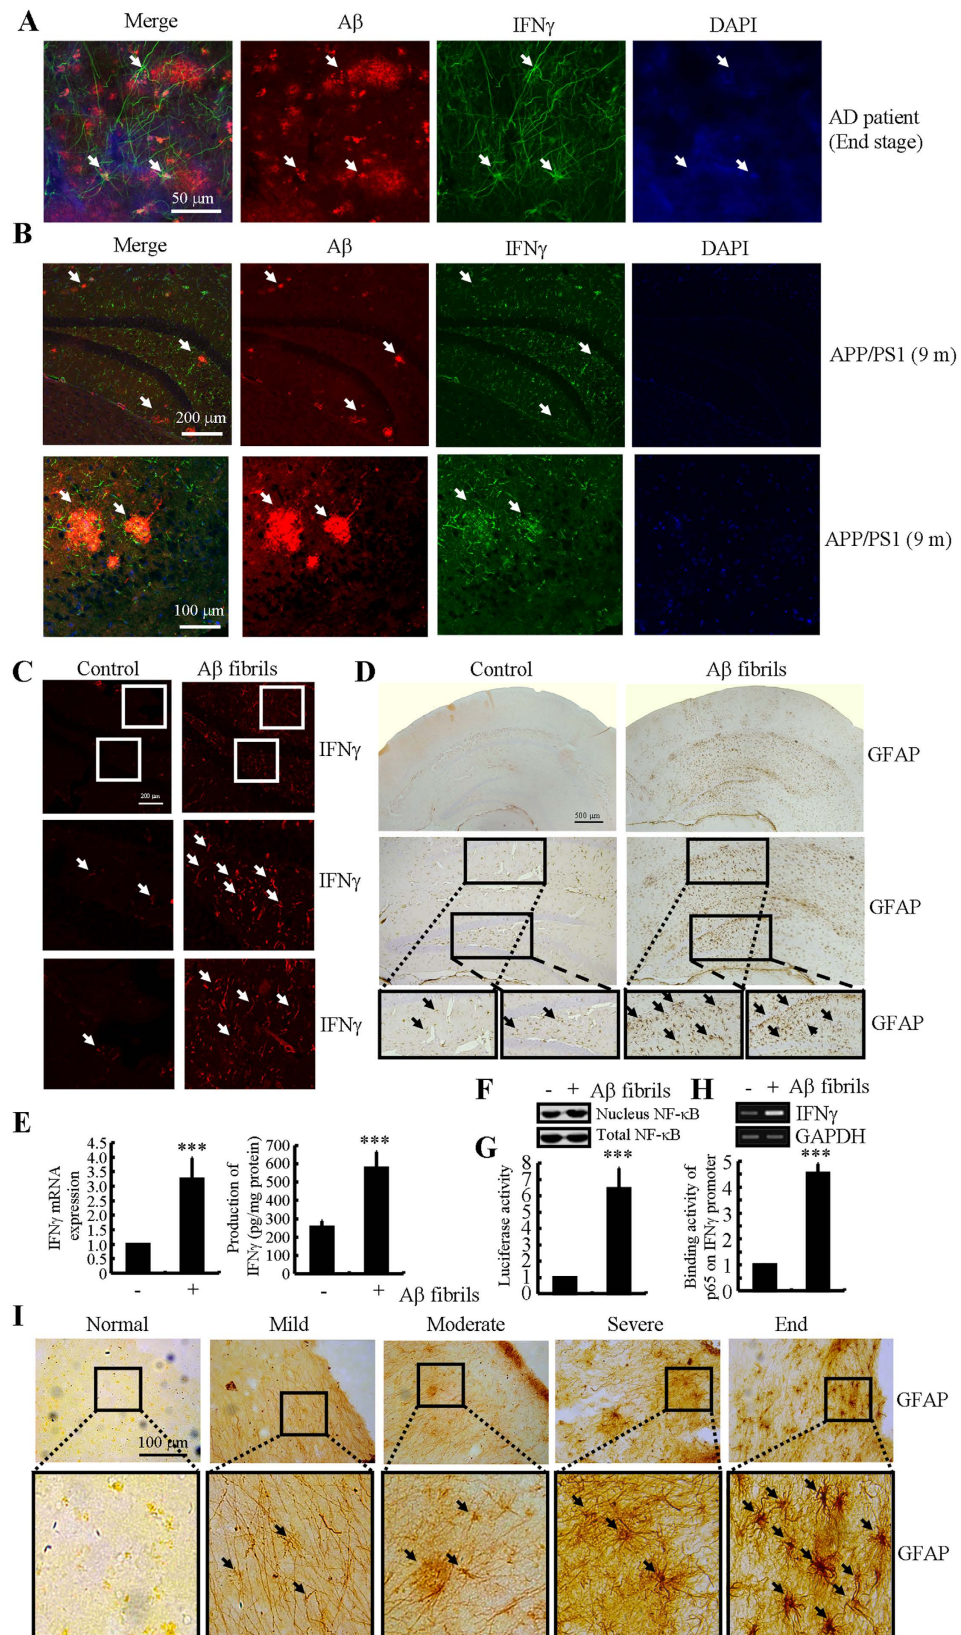 A
Merge Aβ IFNγ DAPI
AD patient
(End stage)
50 μm
B
Merge Aβ IFNγ DAPI
200 μm
APP/PS1 (9 m)
100 μm
APP/PS1 (9 m)
C
Control Aβ fibrils
200 μm
IFNγ
IFNγ
IFNγ
D
Control Aβ fibrils
500 μm
GFAP
GFAP
GFAP
E
IFNγ mRNA
expression
4.5
4.0
3.5
3.0
2.5
2.0
1.5
1.0
0.5
***
- +
Production of
IFNγ (pg/mg protein)
700
600
500
400
300
200
100
0
***
- + Aβ fibrils
F
- + Aβ fibrils
Nucleus NF-κB
Total NF-κB
G
Luciferase activity
8
7
6
5
4
3
2
1
0
***
H
- + Aβ fibrils
IFNγ
GAPDH
Binding activity of
p65 on IFNγ promoter
5
4
3
2
1
0
***
I
Normal Mild Moderate Severe End
100 μm
GFAP
GFAP